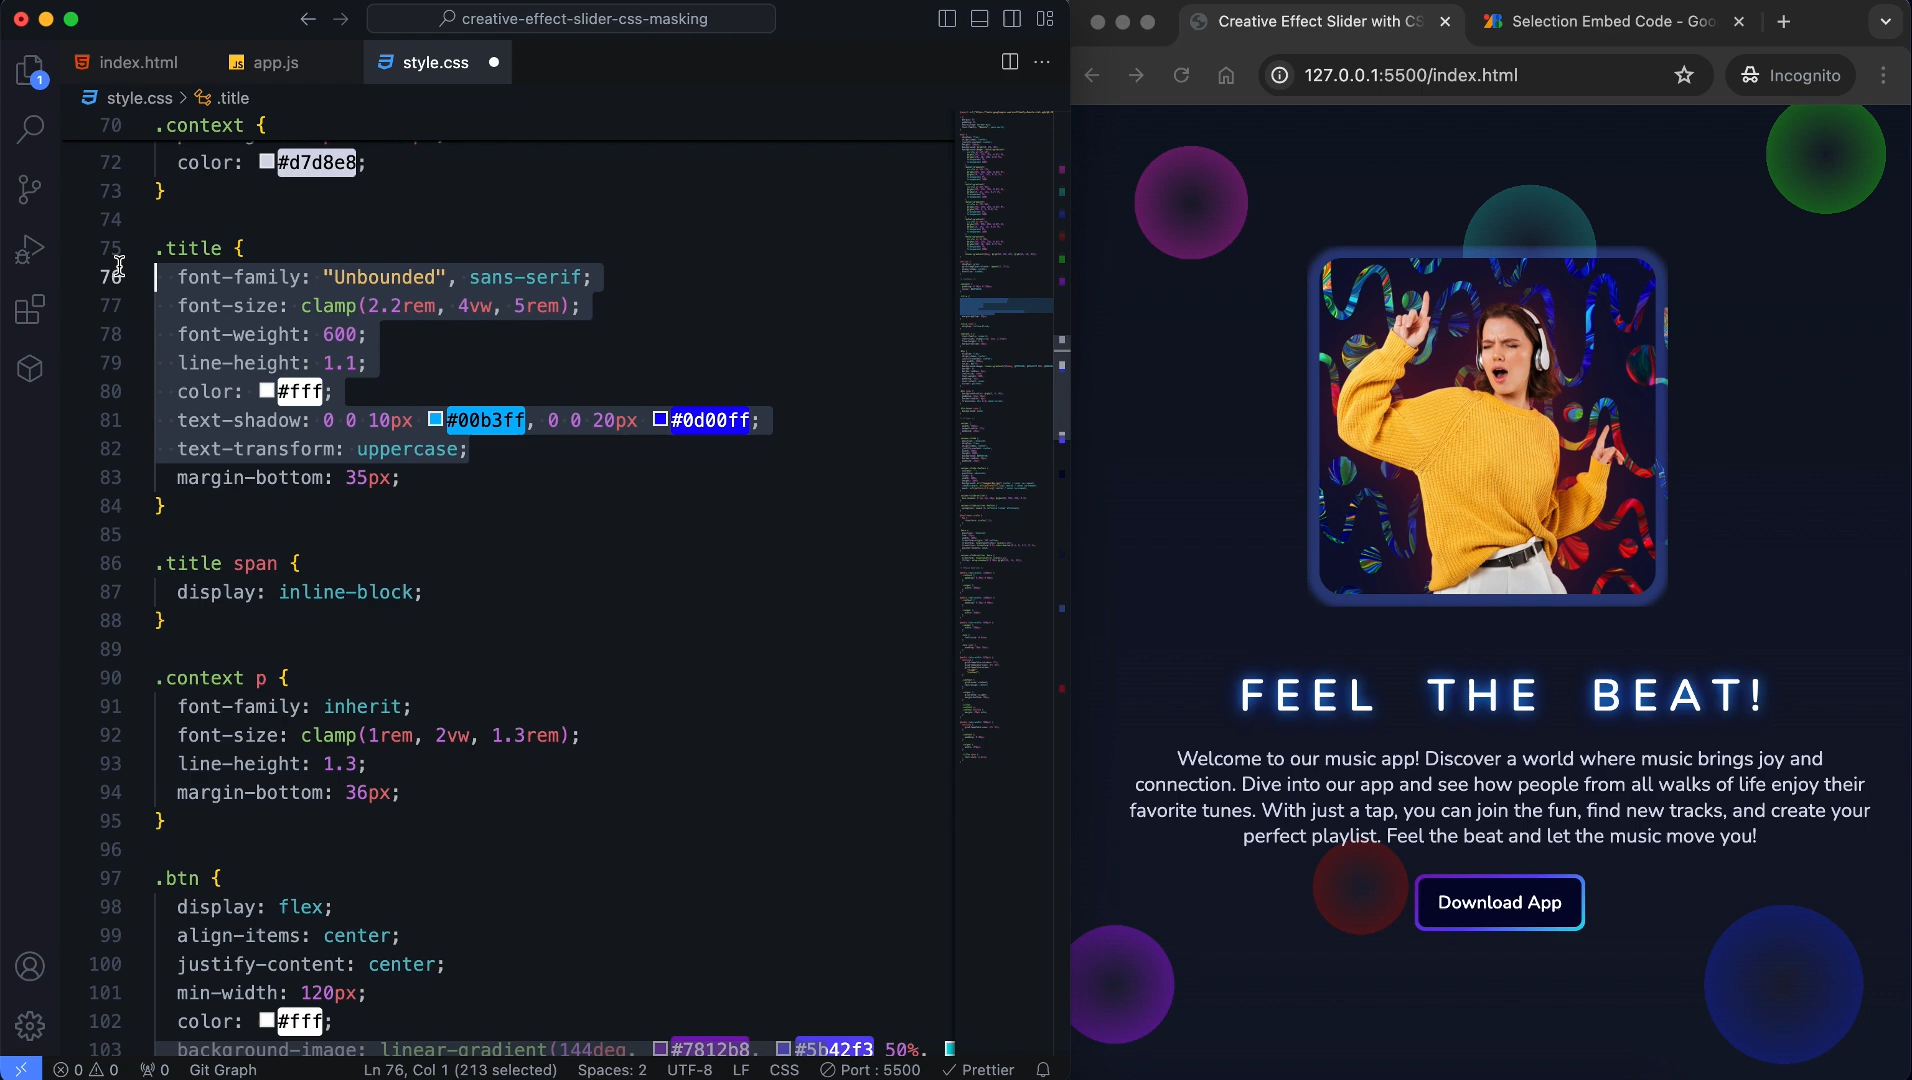 creative-effect-slider-css-masking
index.html
app.js
style.css
style.css > .title
70 .context {
72 color: #d7d8e8;
73 }
74
75 .title {
76 font-family: "Unbounded", sans-serif;
77 font-size: clamp(2.2rem, 4vw, 5rem);
78 font-weight: 600;
79 line-height: 1.1;
80 color: #fff;
81 text-shadow: 0 0 10px #00b3ff, 0 0 20px #0d00ff;
82 text-transform: uppercase;
83 margin-bottom: 35px;
84 }
85
86 .title span {
87 display: inline-block;
88 }
89
90 .context p {
91 font-family: inherit;
92 font-size: clamp(1rem, 2vw, 1.3rem);
93 line-height: 1.3;
94 margin-bottom: 36px;
95 }
96
97 .btn {
98 display: flex;
99 align-items: center;
100 justify-content: center;
101 min-width: 120px;
102 color: #fff;
103 background-image: linear-gradient(144deg, #7812b8, #5b42f3 50%,
1
0 0 0 Git Graph Ln 76, Col 1 (213 selected) Spaces: 2 UTF-8 LF CSS Port : 5500 Prettier
Creative Effect Slider with CS
Selection Embed Code - Goo
127.0.0.1:5500/index.html
Incognito
FEEL THE BEAT!
Welcome to our music app! Discover a world where music brings joy and
connection. Dive into our app and see how people from all walks of life enjoy their
favorite tunes. With just a tap, you can join the fun, find new tracks, and create your
perfect playlist. Feel the beat and let the music move you!
Download App